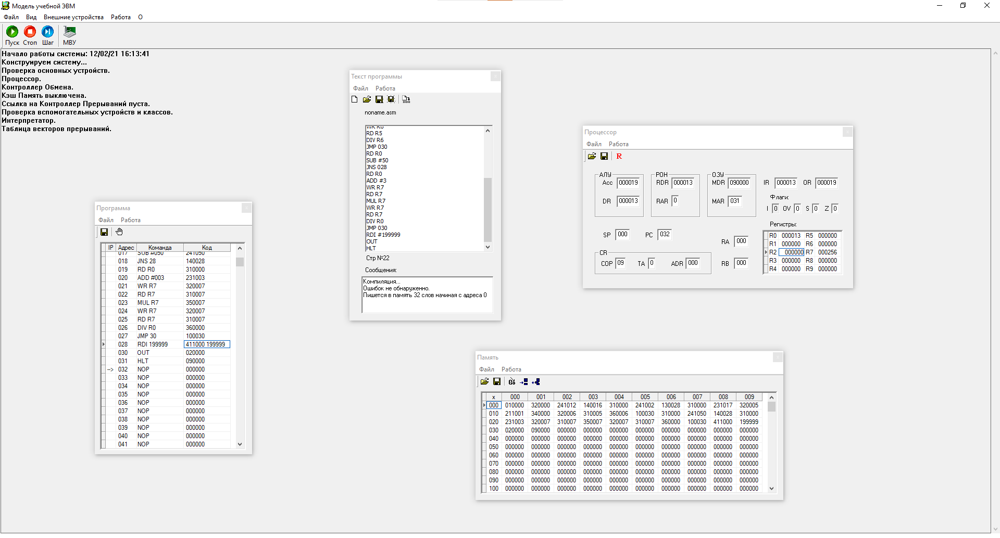 Модель учебной ЭВМ
Файл Вид Внешние устройства Работа О
Пуск Стоп Шаг МВУ
Начало работы системы: 12/02/21 16:13:41
Конструируем систему...
Проверка основных устройств.
Процессор.
Контроллер Обмена.
Кэш Память выключена.
Ссылка на Контроллер Прерываний пуста.
Проверка вспомогательных устройств и классов.
Интерпретатор.
Таблица векторов прерываний.
Текст программы
Файл Работа
noname.asm
WR R6
RD R5
DIV R6
JMP 030
RD R0
SUB #50
JNS 028
RD R0
ADD #3
WR R7
RD R7
MUL R7
WR R7
RD R7
DIV R0
JMP 030
RDI #199999
OUT
HLT
Стр №22
Сообщения:
Компиляция...
Ошибок не обнаруженно.
Пишется в память 32 слов начиная с адреса 0
Процессор
Файл Работа
R
АЛУ РОН ОЗУ
Acc 000019 RDR 000013 MDR 090000 IR 000013 OR 000019
DR 000013 RAR 0 MAR 031
Флаги:
I 0 OV 0 S 0 Z 0
Регистры:
SP 000 PC 032 RA 000
CR
COP 09 TA 0 ADR 000 RB 000
R0 000013 R5 000000
R1 000000 R6 000000
R2 000000 R7 000256
R3 000000 R8 000000
R4 000000 R9 000000
Программа
Файл Работа
IP Адрес Команда Код
017 SUB #050 241050
018 JNS 28 140028
019 RD R0 310000
020 ADD #003 231003
021 WR R7 320007
022 RD R7 310007
023 MUL R7 350007
024 WR R7 320007
025 RD R7 310007
026 DIV R0 360000
027 JMP 30 100030
028 RDI 199999 411000 199999
030 OUT 020000
031 HLT 090000
--> 032 NOP 000000
033 NOP 000000
034 NOP 000000
035 NOP 000000
036 NOP 000000
037 NOP 000000
038 NOP 000000
039 NOP 000000
040 NOP 000000
041 NOP 000000
Память
Файл Работа
Go
x 000 001 002 003 004 005 006 007 008 009
000 010000 320000 241012 140016 310000 241002 130028 310000 231017 320005
010 211001 340000 320006 310005 360006 100030 310000 241050 140028 310000
020 231003 320007 310007 350007 320007 310007 360000 100030 411000 199999
030 020000 090000 000000 000000 000000 000000 000000 000000 000000 000000
040 000000 000000 000000 000000 000000 000000 000000 000000 000000 000000
050 000000 000000 000000 000000 000000 000000 000000 000000 000000 000000
060 000000 000000 000000 000000 000000 000000 000000 000000 000000 000000
070 000000 000000 000000 000000 000000 000000 000000 000000 000000 000000
080 000000 000000 000000 000000 000000 000000 000000 000000 000000 000000
090 000000 000000 000000 000000 000000 000000 000000 000000 000000 000000
100 000000 000000 000000 000000 000000 000000 000000 000000 000000 000000